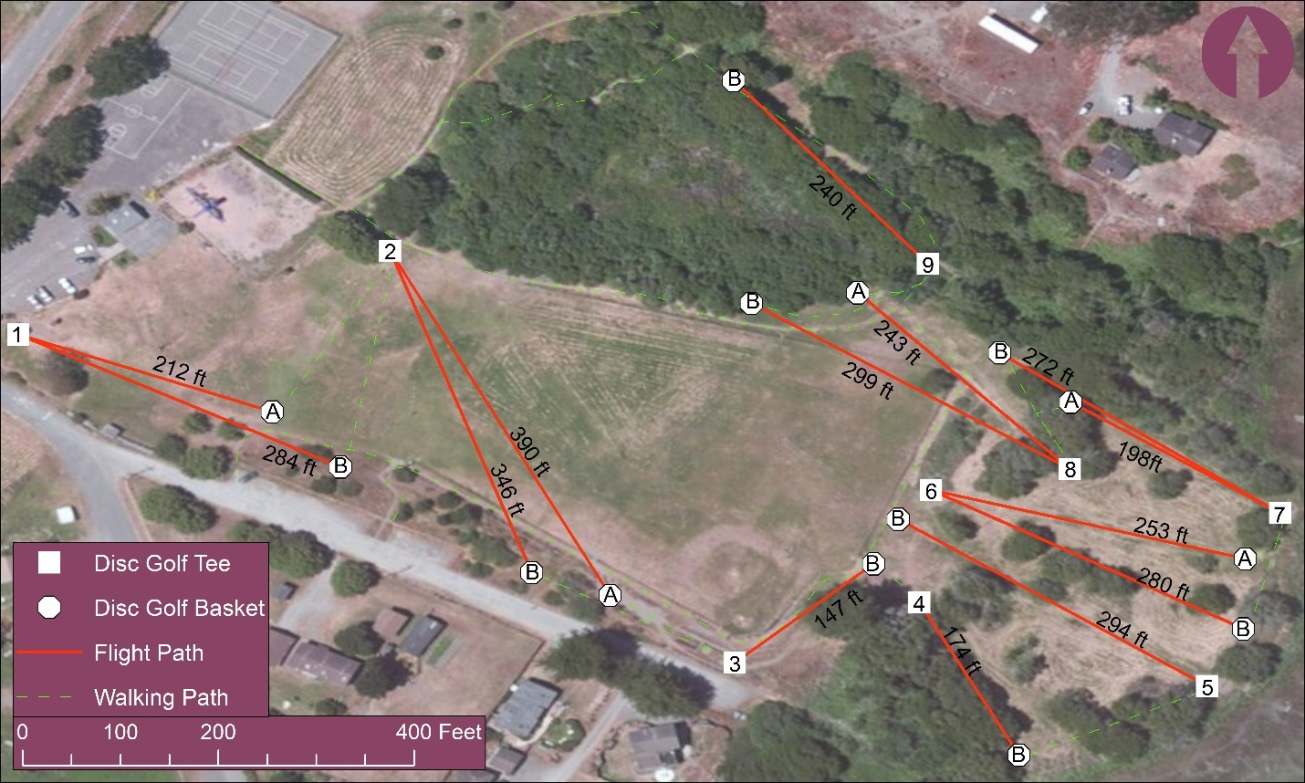 B
240 ft
2
9
A
B
1
243 ft
B
272 ft
212 ft
299 ft
A
A
390 ft
198ft
284 ft
B
8
346 ft
6
7
B
253 ft
A
B
B
280 ft
A
147 ft
4
294 ft
B
174 ft
3
5
B
Disc Golf Tee
Disc Golf Basket
Flight Path
Walking Path
0 100 200 400 Feet